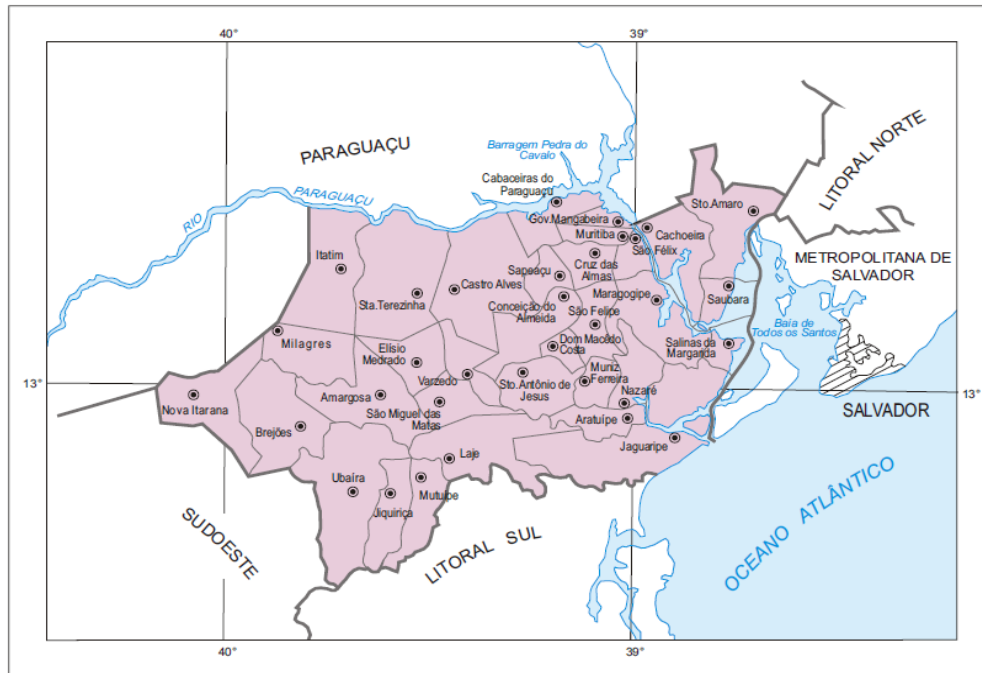 40°
39°
PARAGUAÇU
Barragem Pedra do
Cavalo
LITORAL NORTE
RIO
PARAGUAÇU
Cabaceiras do
Paraguaçu
Sto.Amaro
Gov.Mangabeira
Muritiba
Cachoeira
São Félix
Cruz das
Almas
METROPOLITANA DE
SALVADOR
Itatim
Sapeaçu
Castro Alves
Sta.Terezinha
Conceição do
Almeida
Maragogipe
Saubara
São Felipe
Baía de
Todos os Santos
Milagres
Dom Macêdo
Costa
Salinas da
Margarida
Elísio
Medrado
Varzedo
Muniz
Ferreira
13°
13°
Sto.Antônio de
Jesus
Nova Itarana
Amargosa
São Miguel das
Matas
Nazaré
SALVADOR
Brejões
Aratuípe
Jaguaripe
Laje
Ubaíra
Mutuípe
Jiquiriçá
SUDOESTE
LITORAL SUL
OCEANO ATLÂNTICO
40°
39°